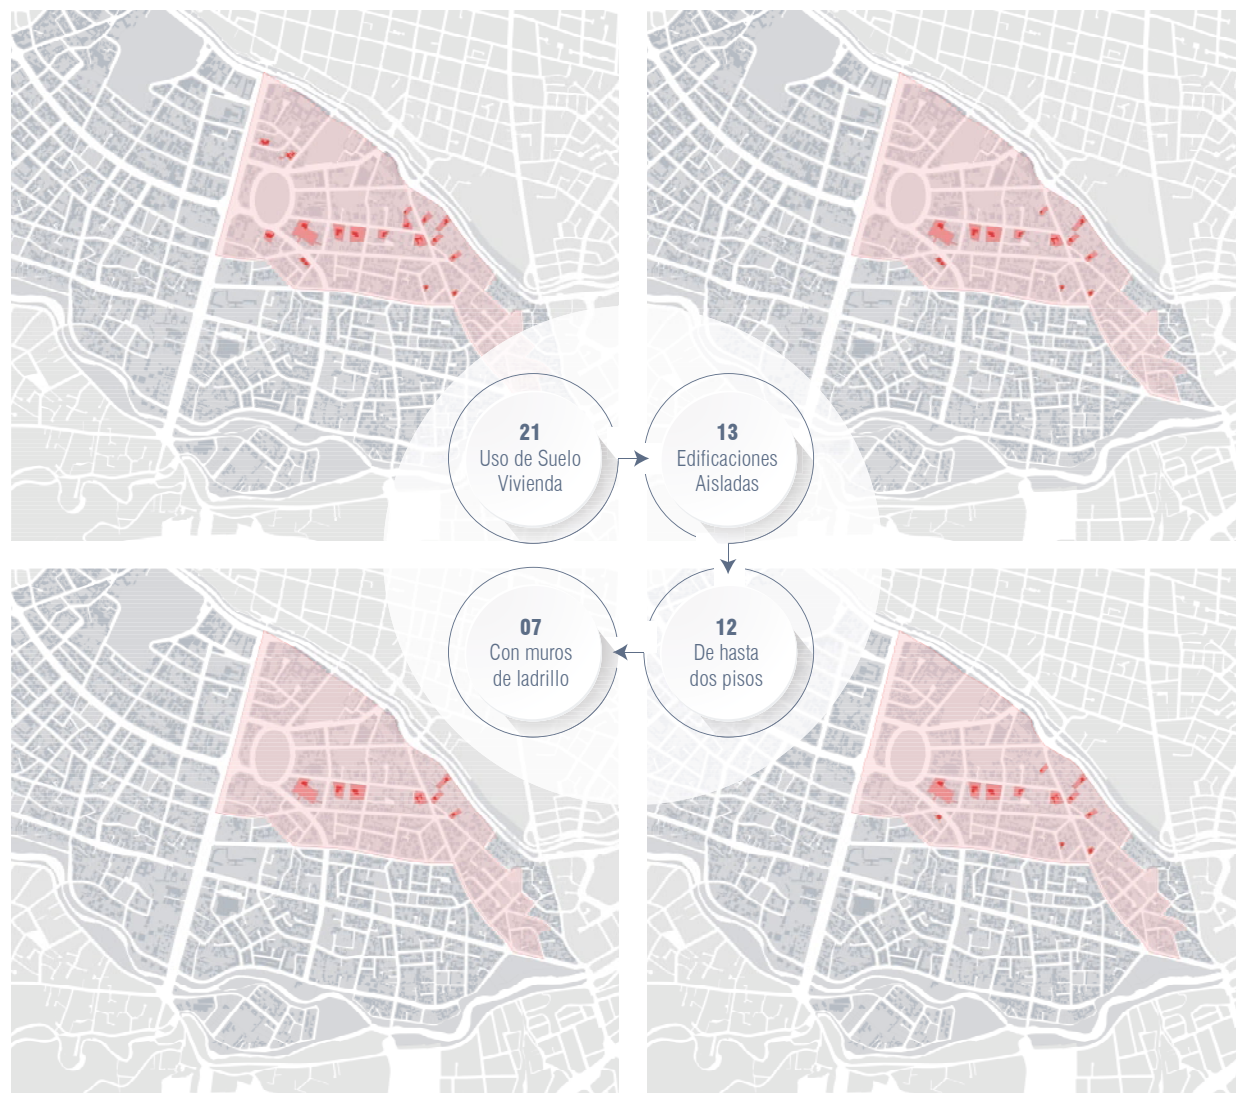 21
Uso de Suelo
Vivienda
13
Edificaciones
Aisladas
07
Con muros
de ladrillo
12
De hasta
dos pisos